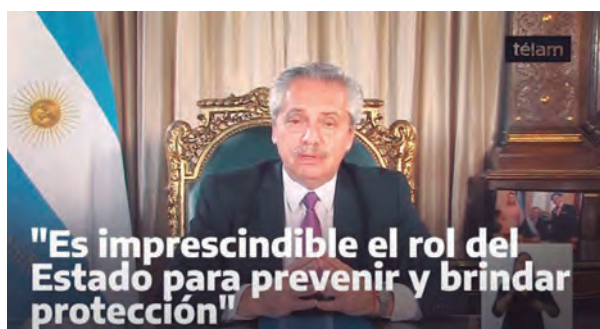 télam
"Es imprescindible el rol del
Estado para prevenir y brindar
protección"